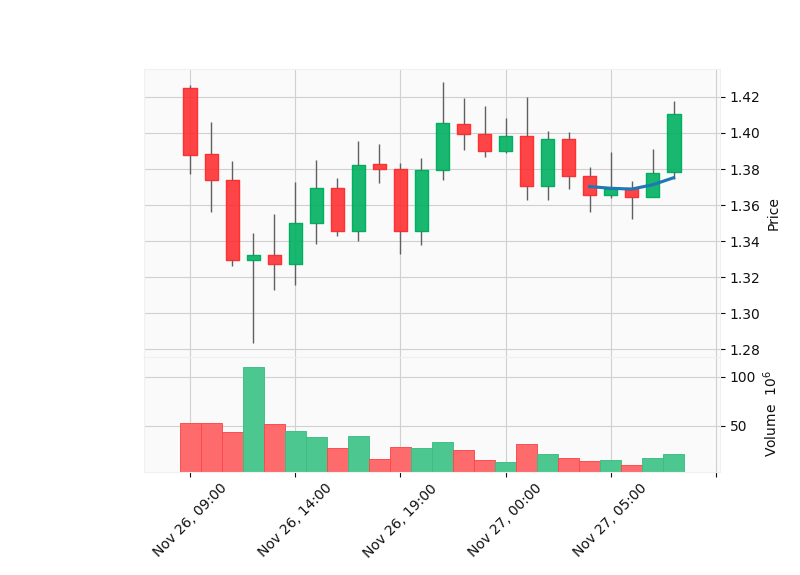 1.42
1.40
1.38
1.36
1.34
1.32
1.30
1.28
Price
100
50
Volume 10⁶
Nov 26, 09:00
Nov 26, 14:00
Nov 26, 19:00
Nov 27, 00:00
Nov 27, 05:00